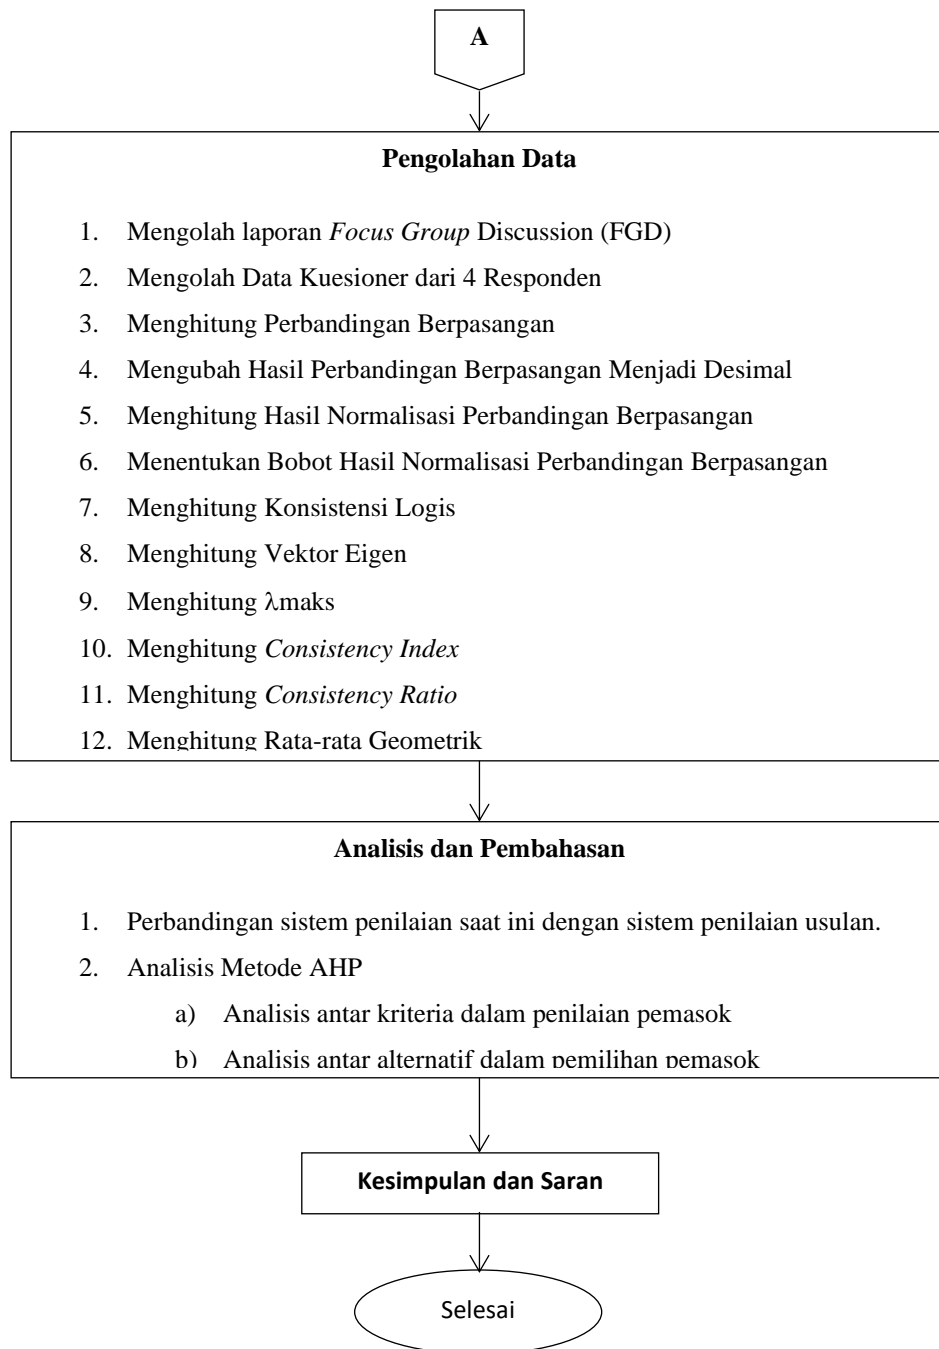 A
Pengolahan Data
1. Mengolah laporan Focus Group Discussion (FGD)
2. Mengolah Data Kuesioner dari 4 Responden
3. Menghitung Perbandingan Berpasangan
4. Mengubah Hasil Perbandingan Berpasangan Menjadi Desimal
5. Menghitung Hasil Normalisasi Perbandingan Berpasangan
6. Menentukan Bobot Hasil Normalisasi Perbandingan Berpasangan
7. Menghitung Konsistensi Logis
8. Menghitung Vektor Eigen
9. Menghitung λmaks
10. Menghitung Consistency Index
11. Menghitung Consistency Ratio
12. Menghitung Rata-rata Geometrik
Analisis dan Pembahasan
1. Perbandingan sistem penilaian saat ini dengan sistem penilaian usulan.
2. Analisis Metode AHP
a) Analisis antar kriteria dalam penilaian pemasok
b) Analisis antar alternatif dalam pemilihan pemasok
Kesimpulan dan Saran
Selesai